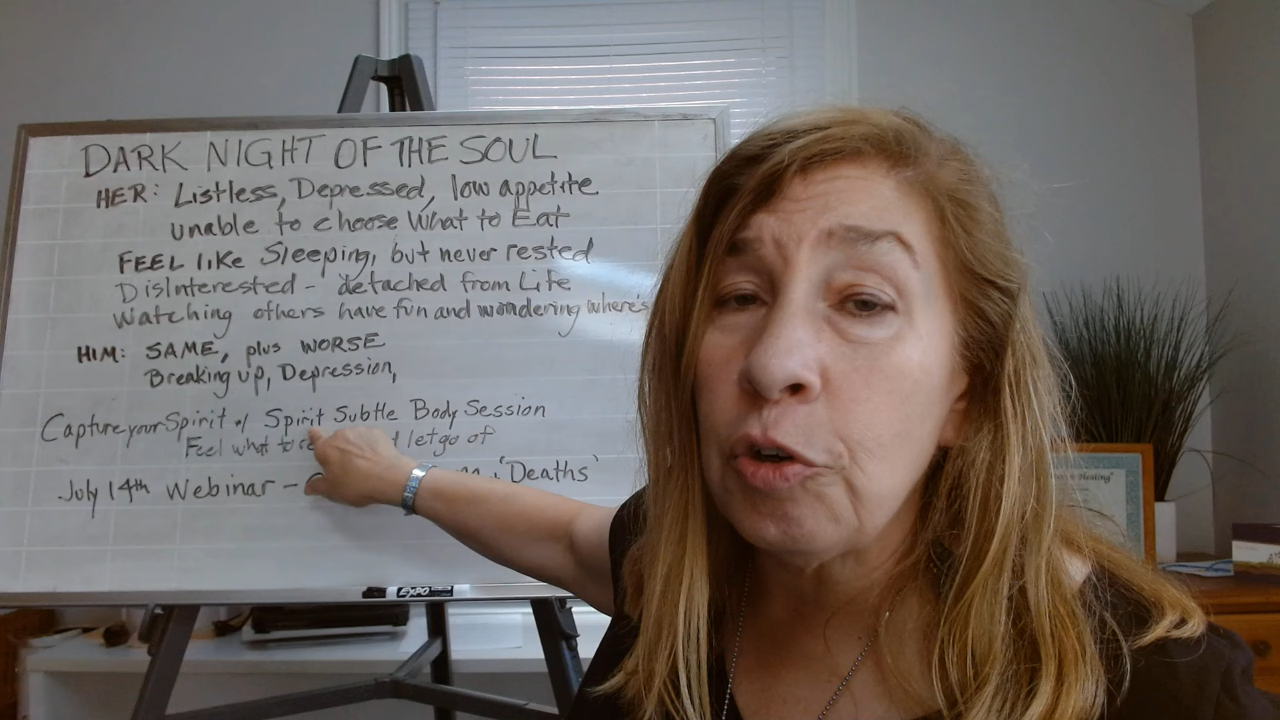 DARK NIGHT OF THE SOUL
HER: Listless, Depressed, low appetite
unable to choose What to Eat
FEEL LIKE Sleeping, but never rested
DisInterested - detached from Life
Watching others have fun and wondering where's
HIM: SAME, plus WORSE
Breaking up, Depression,
Capture your Spirit w/ Spirit Subtle Body Session
Feel what to letgo of
July 14th Webinar - 'Deaths'
EXPO
Healing"